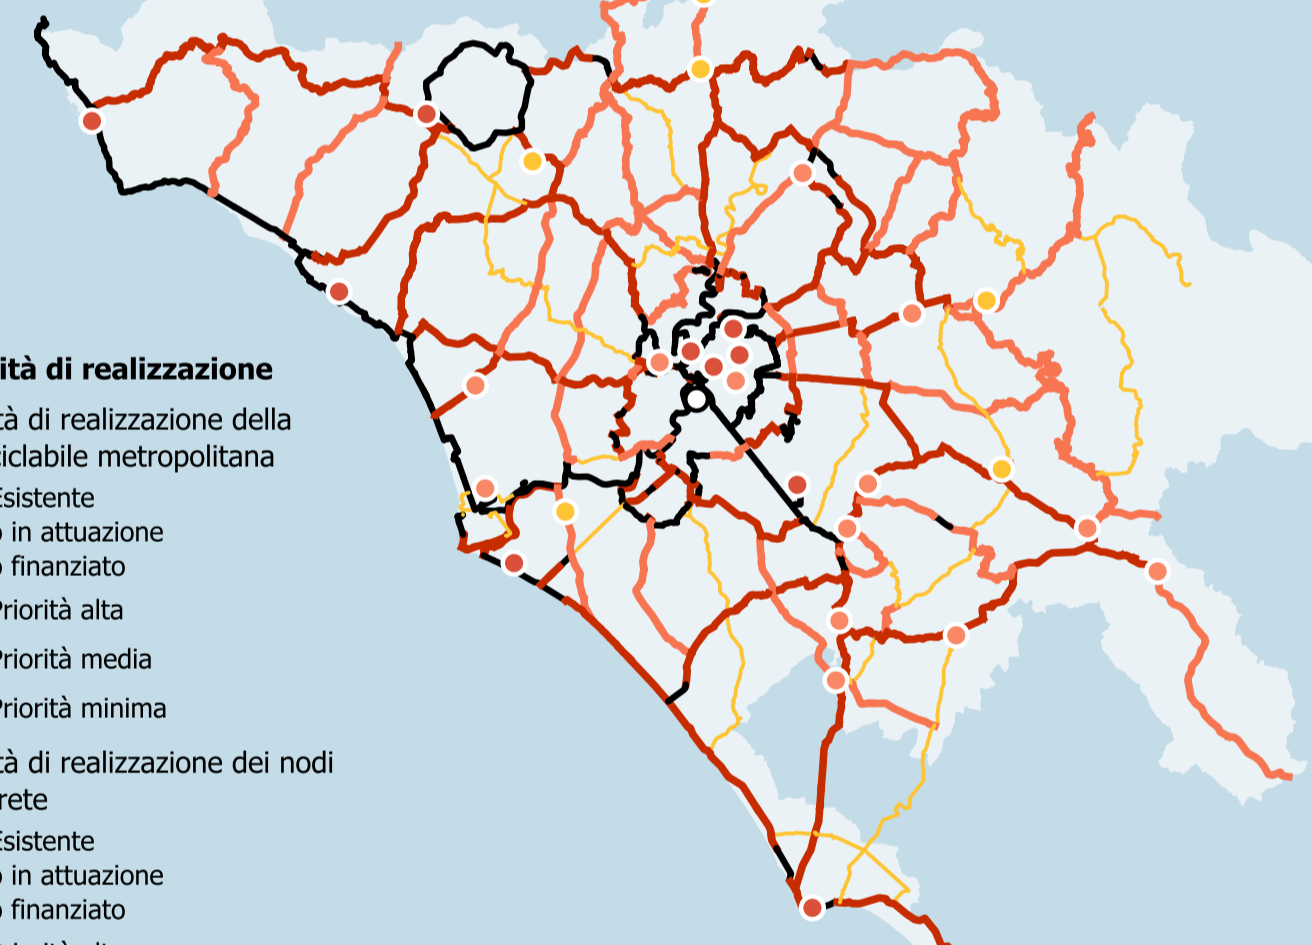 ità di realizzazione
tà di realizzazione della
ciclabile metropolitana
Esistente
o in attuazione
o finanziato
Priorità alta
Priorità media
Priorità minima
tà di realizzazione dei nodi
rete
Esistente
o in attuazione
o finanziato